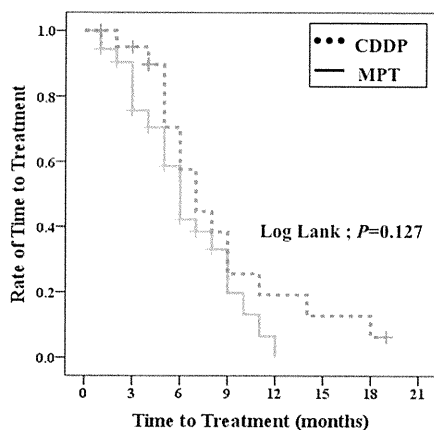 CDDP
MPT
Rate of Time to Treatment
1.0
0.8
0.6
0.4
0.2
0.0
Log Lank ; P=0.127
0 3 6 9 12 15 18 21
Time to Treatment (months)